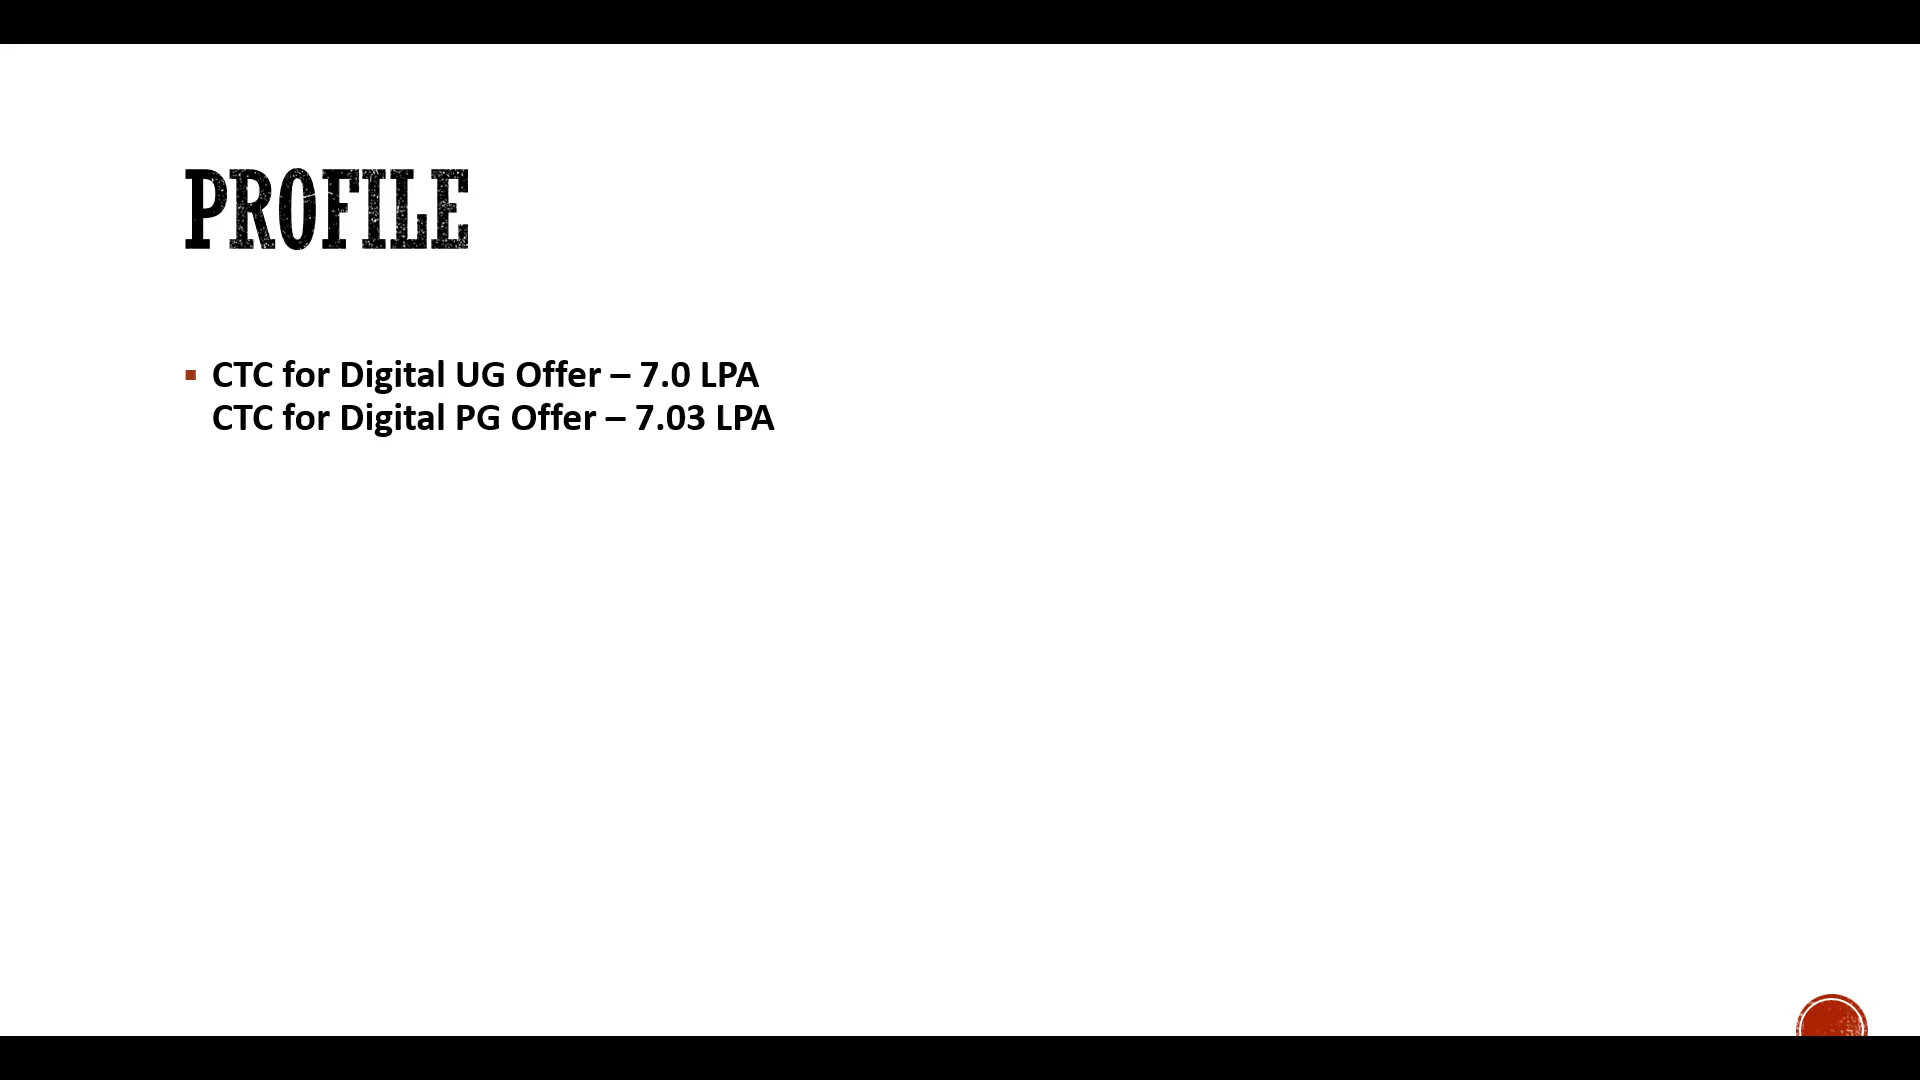 PROFILE
CTC for Digital UG Offer – 7.0 LPA
CTC for Digital PG Offer – 7.03 LPA